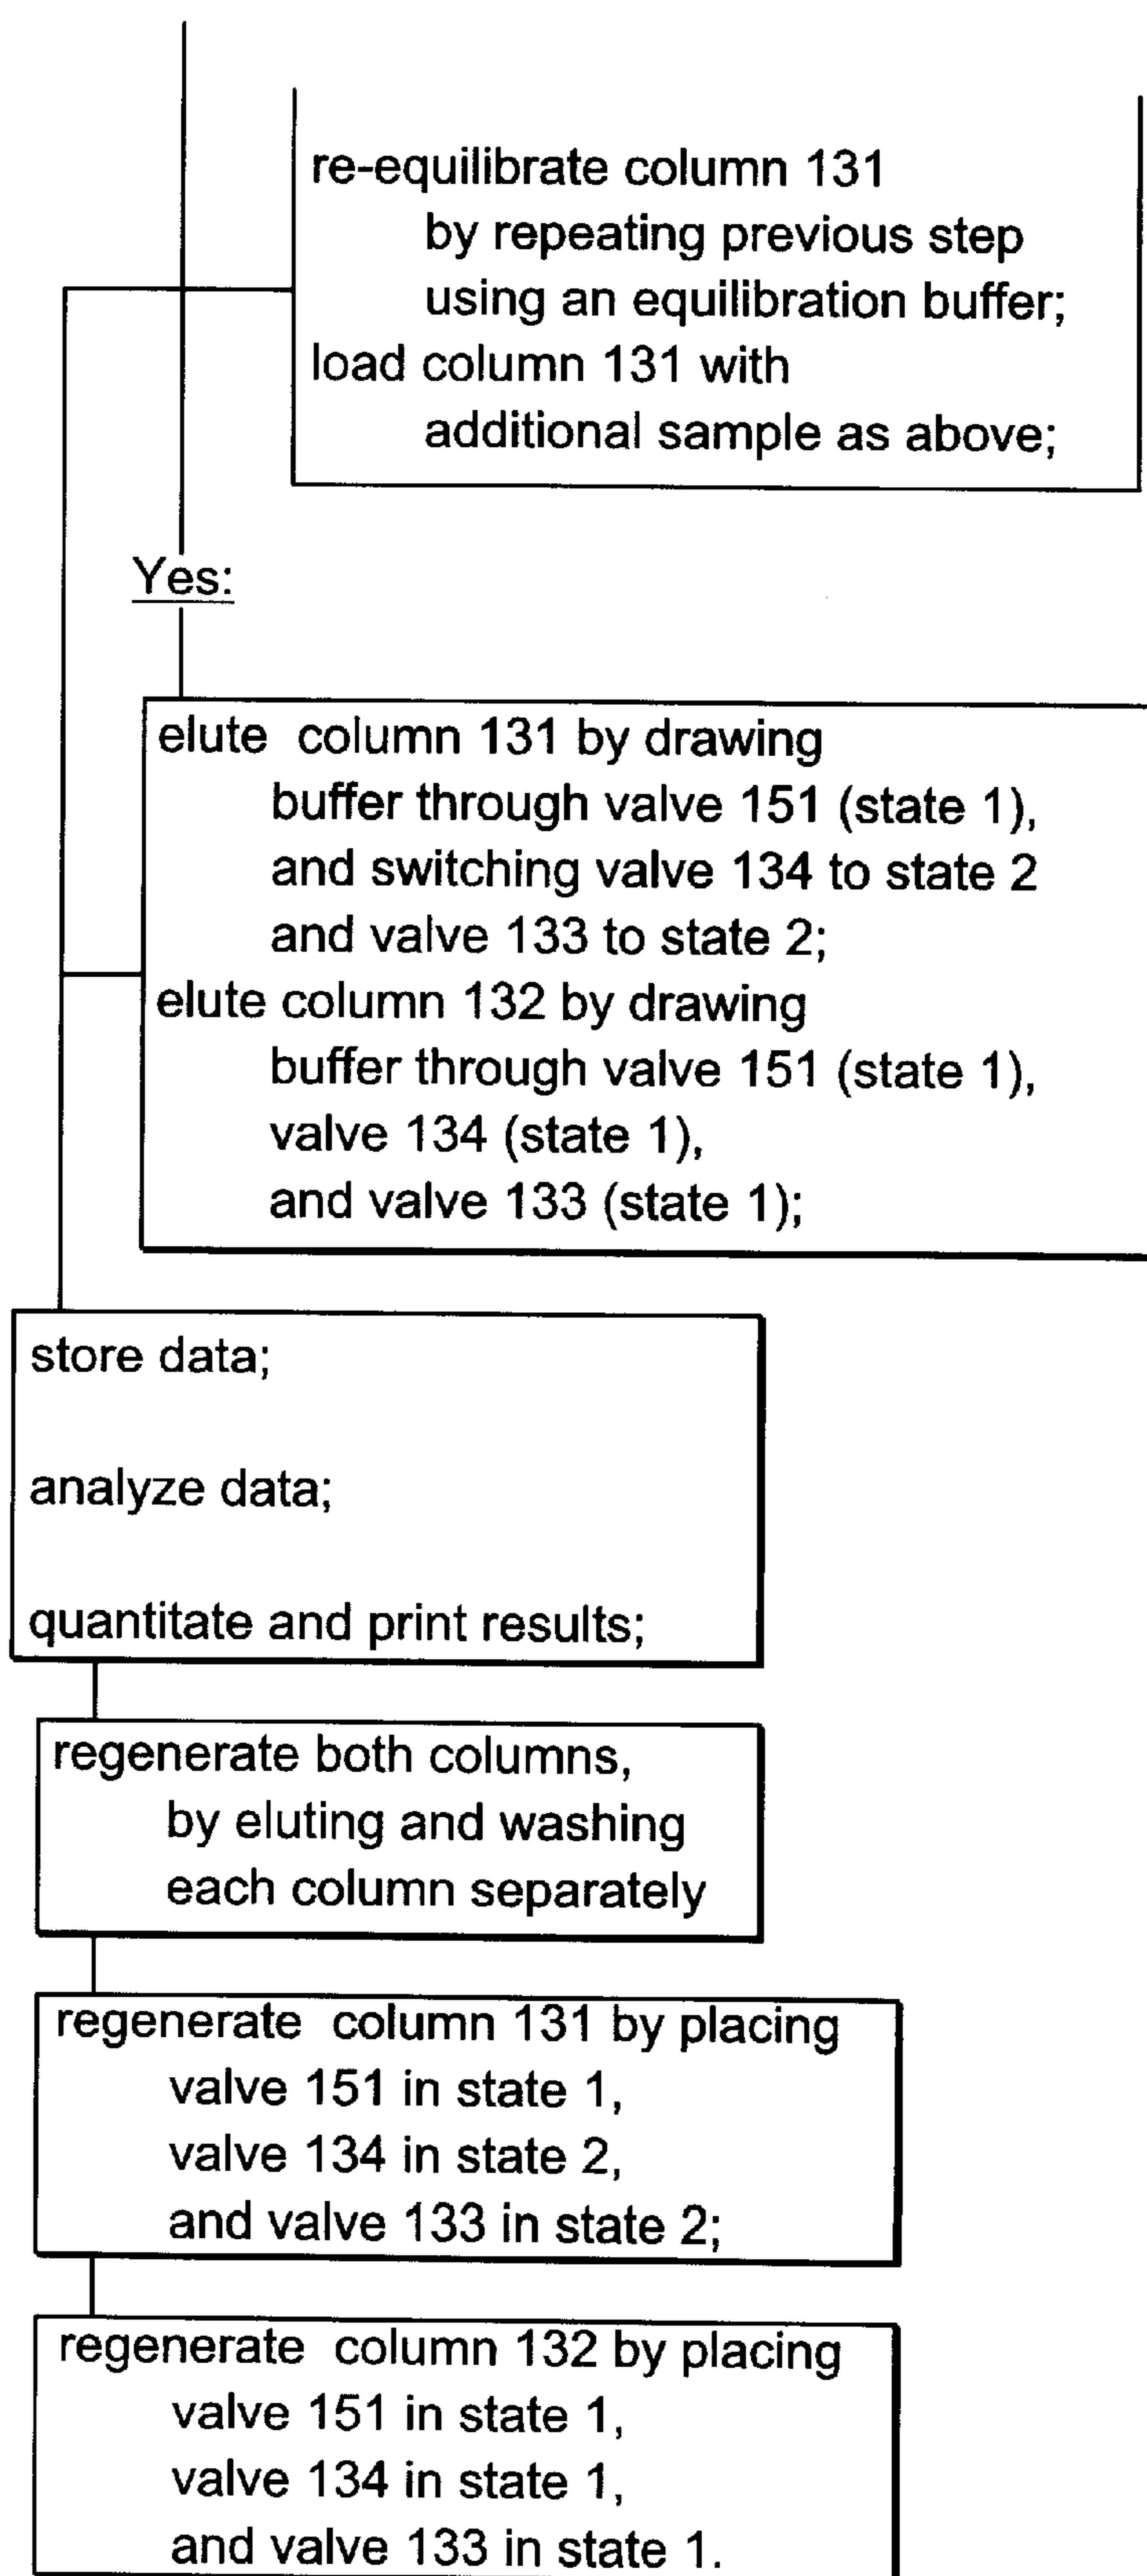 re-equilibrate column 131
by repeating previous step
using an equilibration buffer;
load column 131 with
additional sample as above;
Yes:
elute column 131 by drawing
buffer through valve 151 (state 1),
and switching valve 134 to state 2
and valve 133 to state 2;
elute column 132 by drawing
buffer through valve 151 (state 1),
valve 134 (state 1),
and valve 133 (state 1);
store data;
analyze data;
quantitate and print results;
regenerate both columns,
by eluting and washing
each column separately
regenerate column 131 by placing
valve 151 in state 1,
valve 134 in state 2,
and valve 133 in state 2;
regenerate column 132 by placing
valve 151 in state 1,
valve 134 in state 1,
and valve 133 in state 1.